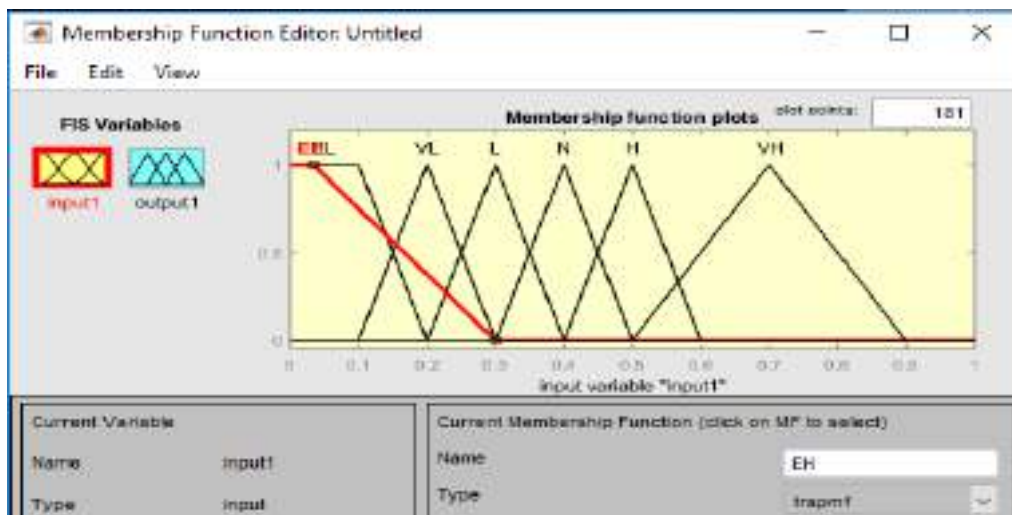 Membership Function Editor: Untitled
File Edit View
FIS Variables
input1 output1
Membership function plots plot points: 181
VL L N H VH
1
0.5
0
0 0.1 0.2 0.3 0.4 0.5 0.6 0.7 0.8 0.9 1
input variable "input1"
Current Variable
Name input1
Type input
Current Membership Function (click on MF to select)
Name EH
Type trapmf